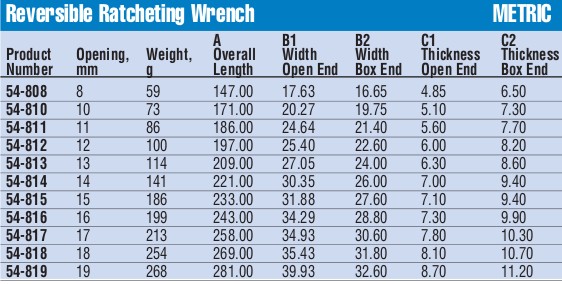 Reversible Ratcheting Wrench METRIC
A B1 B2 C1 C2
Product Opening, Weight, Overall Width Width Thickness Thickness
Number mm g Length Open End Box End Open End Box End
54-808 8 59 147.00 17.63 16.65 4.85 6.50
54-810 10 73 171.00 20.27 19.75 5.10 7.30
54-811 11 86 186.00 24.64 21.40 5.60 7.70
54-812 12 100 197.00 25.40 22.60 6.00 8.20
54-813 13 114 209.00 27.05 24.00 6.30 8.60
54-814 14 141 221.00 30.35 26.00 7.00 9.40
54-815 15 186 233.00 31.88 27.60 7.10 9.40
54-816 16 199 243.00 34.29 28.80 7.30 9.90
54-817 17 213 258.00 34.93 30.60 7.80 10.30
54-818 18 254 269.00 35.43 31.80 8.10 10.70
54-819 19 268 281.00 39.93 32.60 8.70 11.20